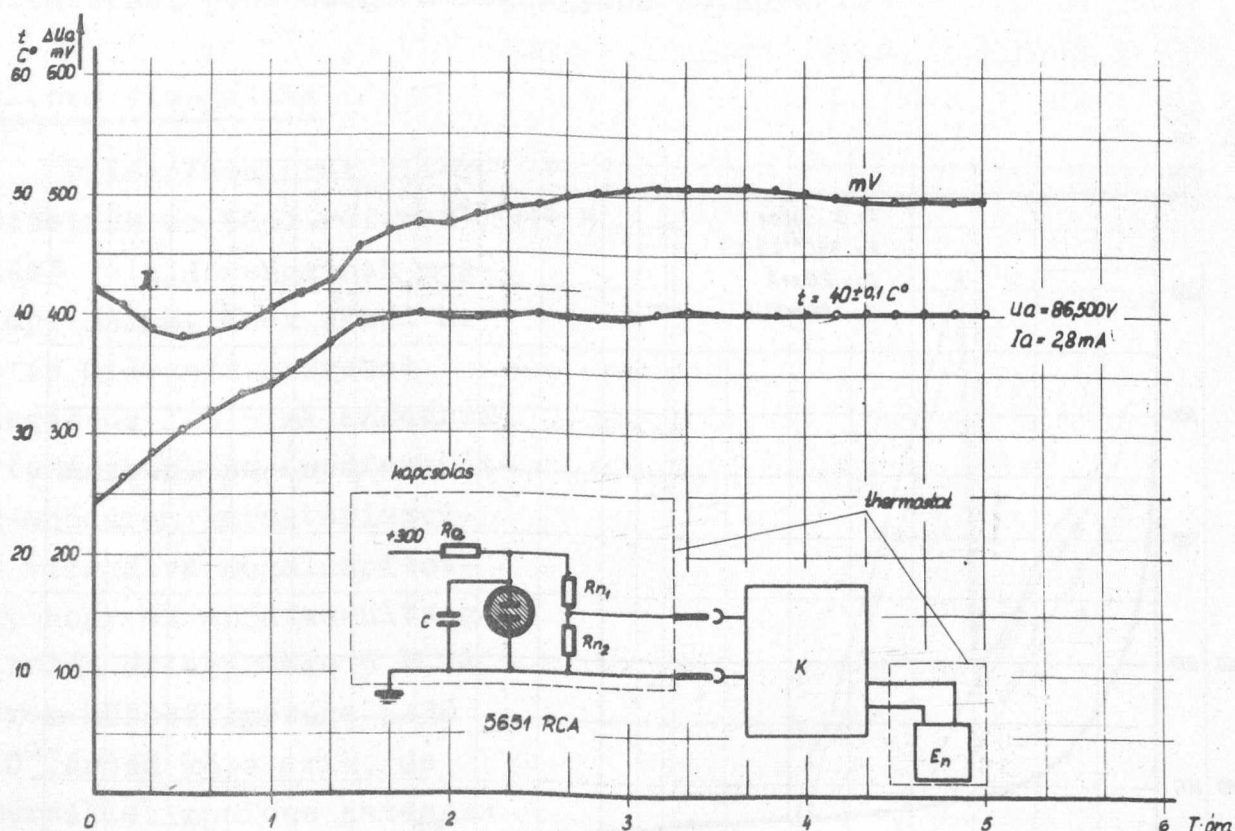 t ΔUa
C° mV
60 600
50 500
40 400
30 300
20 200
10 100
I.
mV
t = 40 ± 0,1 C°
Ua = 86,500V
Ia = 2,8 mA
kapcsolás
thermostat
+300
Ra
Rn1
C
Rn2
K
5651 RCA
En
0 1 2 3 4 5 6 T óra